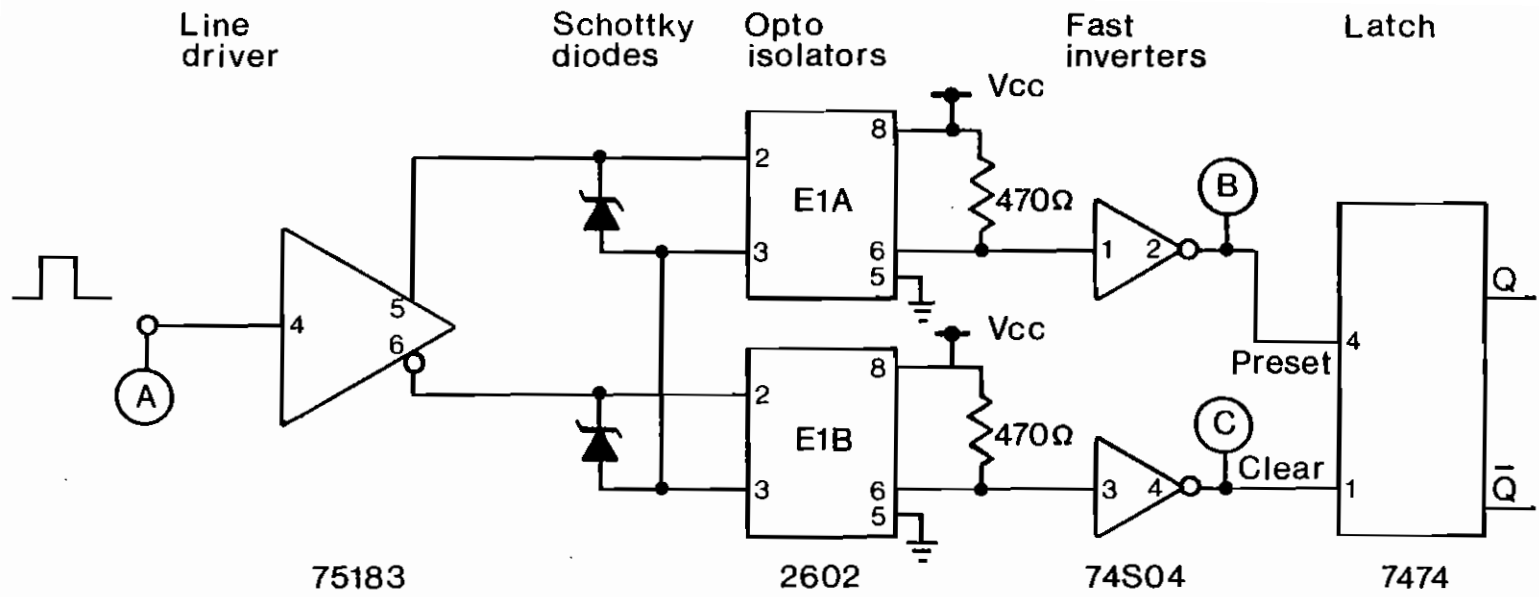 Line driver
Schottky diodes
Opto isolators
Fast inverters
Latch
Vcc
8
2
E1A
470Ω
B
3
6
1
2
5
4
5
6
A
Q
Vcc
Preset
4
8
2
E1B
470Ω
C
Clear
3
6
3
4
1
Q̅
5
75183
2602
74S04
7474